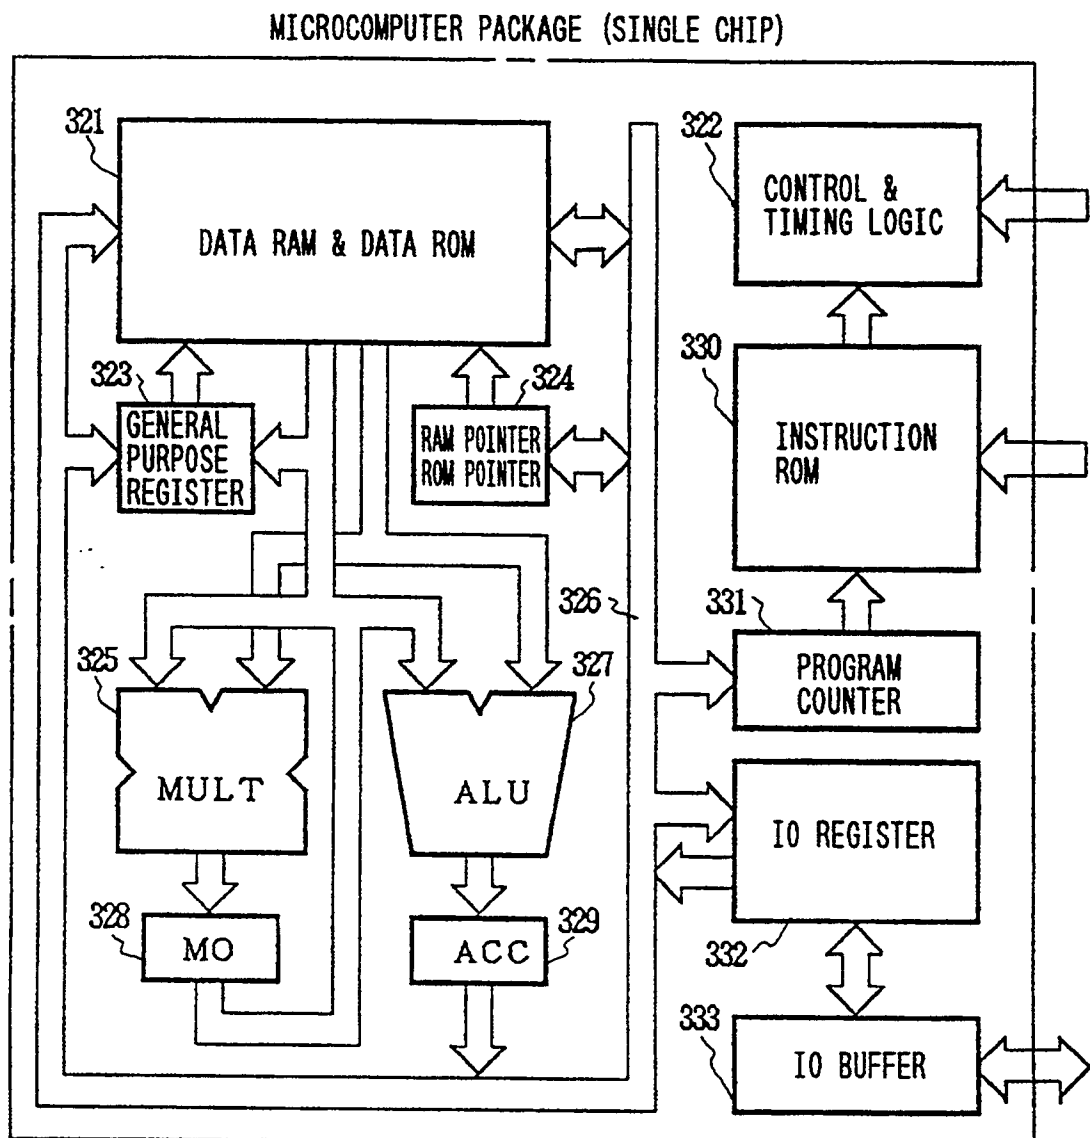 MICROCOMPUTER PACKAGE (SINGLE CHIP)
321
DATA RAM & DATA ROM
322
CONTROL &
TIMING LOGIC
323
GENERAL
PURPOSE
REGISTER
324
RAM POINTER
ROM POINTER
330
INSTRUCTION
ROM
326
331
PROGRAM
COUNTER
325
MULT
327
ALU
IO REGISTER
332
328
MO
329
ACC
333
IO BUFFER